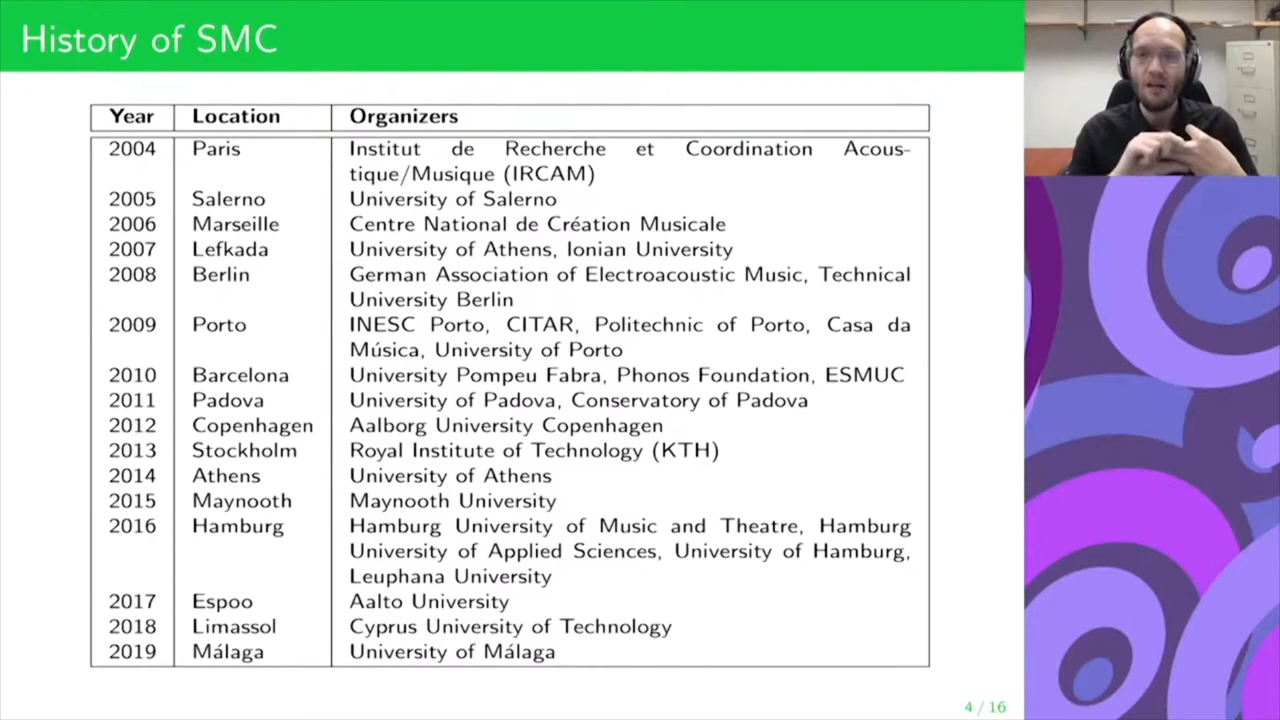 History of SMC
Year Location Organizers
2004 Paris Institut de Recherche et Coordination Acous-
tique/Musique (IRCAM)
2005 Salerno University of Salerno
2006 Marseille Centre National de Création Musicale
2007 Lefkada University of Athens, Ionian University
2008 Berlin German Association of Electroacoustic Music, Technical
University Berlin
2009 Porto INESC Porto, CITAR, Politechnic of Porto, Casa da
Música, University of Porto
2010 Barcelona University Pompeu Fabra, Phonos Foundation, ESMUC
2011 Padova University of Padova, Conservatory of Padova
2012 Copenhagen Aalborg University Copenhagen
2013 Stockholm Royal Institute of Technology (KTH)
2014 Athens University of Athens
2015 Maynooth Maynooth University
2016 Hamburg Hamburg University of Music and Theatre, Hamburg
University of Applied Sciences, University of Hamburg,
Leuphana University
2017 Espoo Aalto University
2018 Limassol Cyprus University of Technology
2019 Málaga University of Málaga
4 / 16